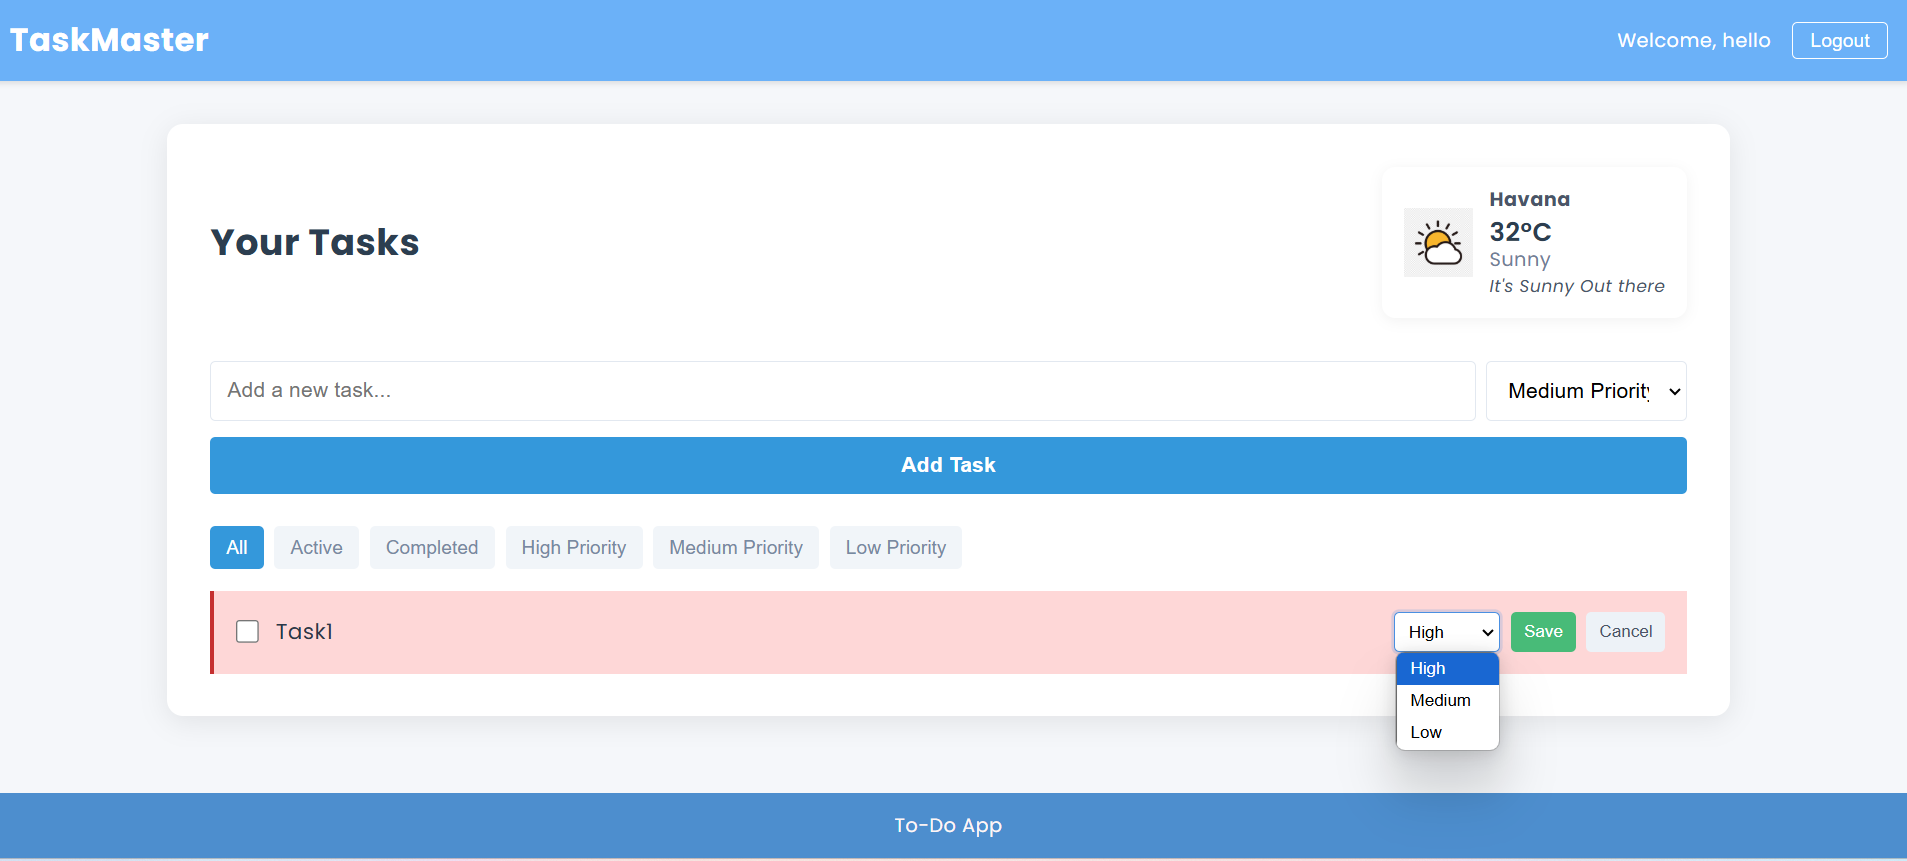 TaskMaster
Welcome, hello
Logout
Your Tasks
Havana
32°C
Sunny
It's Sunny Out there
Add a new task...
Medium Priority
Add Task
All
Active
Completed
High Priority
Medium Priority
Low Priority
Task1
High
Save
Cancel
High
Medium
Low
To-Do App